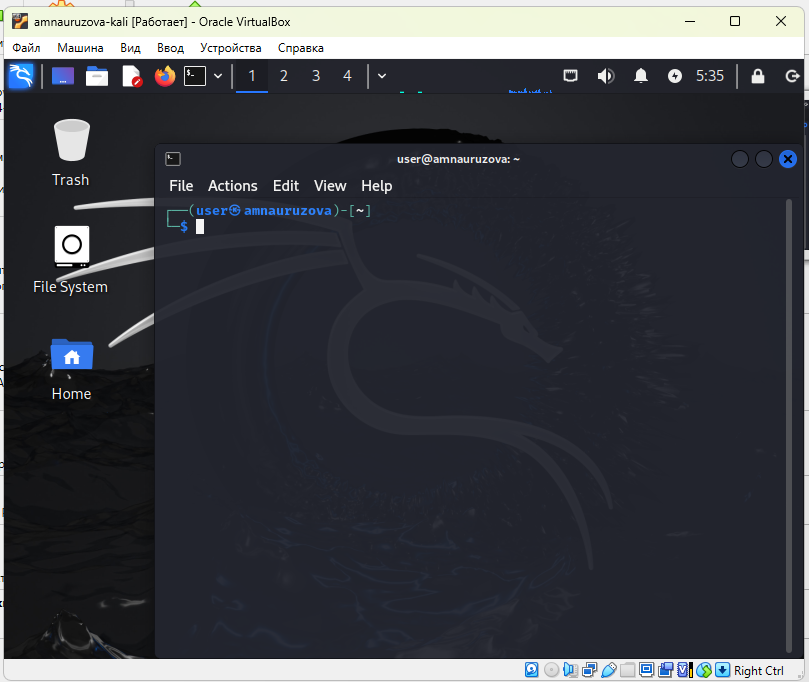 amnauruzova-kali [Работает] - Oracle VirtualBox
Файл Машина Вид Ввод Устройства Справка
1 2 3 4 5:35
Trash
File System
Home
user@amnauruzova: ~
File Actions Edit View Help
┌──(user㉿amnauruzova)-[~]
└─$
Right Ctrl